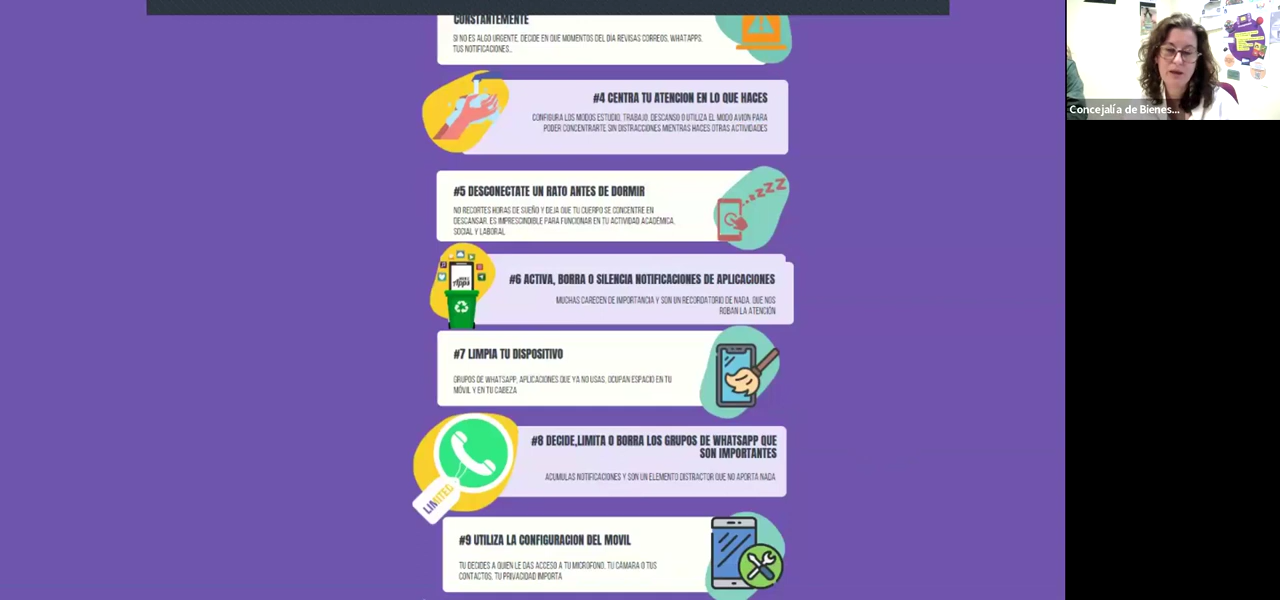 CONSTANTEMENTE
SI NO ES ALGO URGENTE, DECIDE EN QUE MOMENTOS DEL DIA REVISAS CORREOS, WHATAPPS,
TUS NOTIFICACIONES..
#4 CENTRA TU ATENCION EN LO QUE HACES
CONFIGURA LOS MODOS ESTUDIO, TRABAJO, DESCANSO O UTILIZA EL MODO AVIÓN PARA
PODER CONCENTRARTE SIN DISTRACCIONES MIENTRAS HACES OTRAS ACTIVIDADES
#5 DESCONECTATE UN RATO ANTES DE DORMIR
NO RECORTES HORAS DE SUEÑO Y DEJA QUE TU CUERPO SE CONCENTRE EN
DESCANSAR. ES IMPRESCINDIBLE PARA FUNCIONAR EN TU ACTIVIDAD ACADÉMICA,
SOCIAL Y LABORAL
ZZZZ
#6 ACTIVA, BORRA O SILENCIA NOTIFICACIONES DE APLICACIONES
MUCHAS CARECEN DE IMPORTANCIA Y SON UN RECORDATORIO DE NADA, QUE NOS
ROBAN LA ATENCIÓN
Apps
#7 LIMPIA TU DISPOSITIVO
GRUPOS DE WHATSAPP, APLICACIONES QUE YA NO USAS, OCUPAN ESPACIO EN TU
MÓVIL Y EN TU CABEZA
#8 DECIDE,LIMITA O BORRA LOS GRUPOS DE WHATSAPP QUE
SON IMPORTANTES
ACUMULAS NOTIFICACIONES Y SON UN ELEMENTO DISTRACTOR QUE NO APORTA NADA
LIMITED
#9 UTILIZA LA CONFIGURACION DEL MOVIL
TU DECIDES A QUIEN LE DAS ACCESO A TU MICROFONO, TU CÁMARA O TUS
CONTACTOS, TU PRIVACIDAD IMPORTA
Concejalía de Bienes...